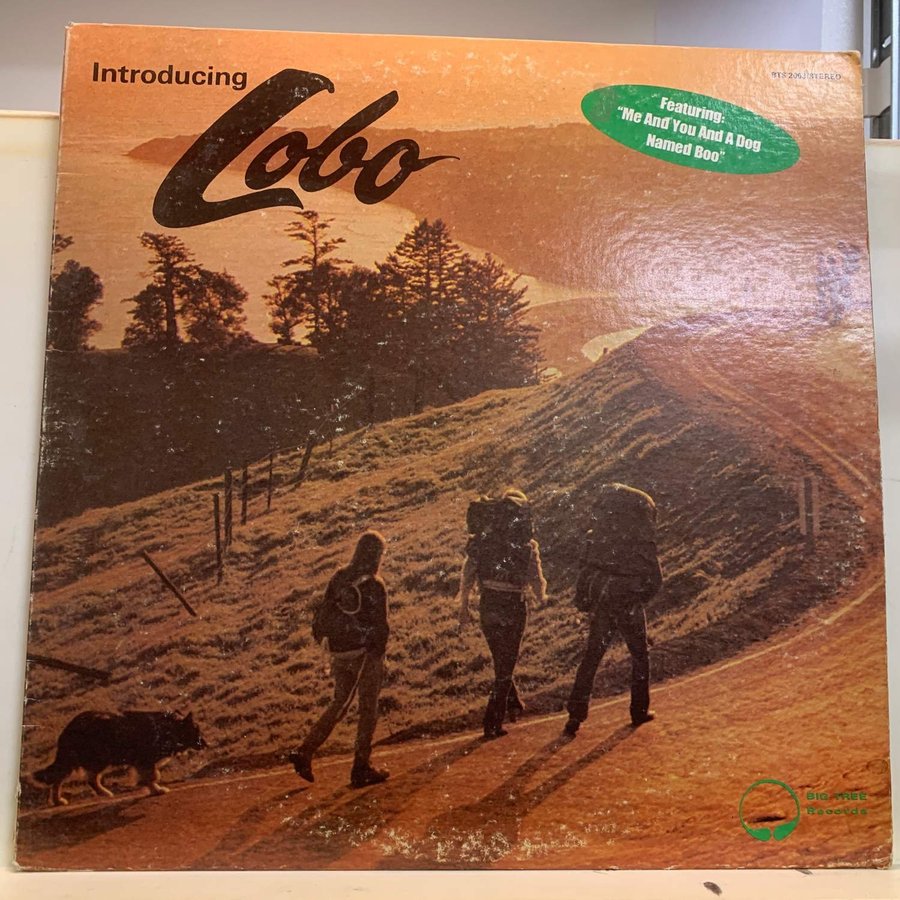 Introducing
Lobo
BTS 2003 STEREO
Featuring:
"Me And You And A Dog
Named Boo"
BIG TREE
Records